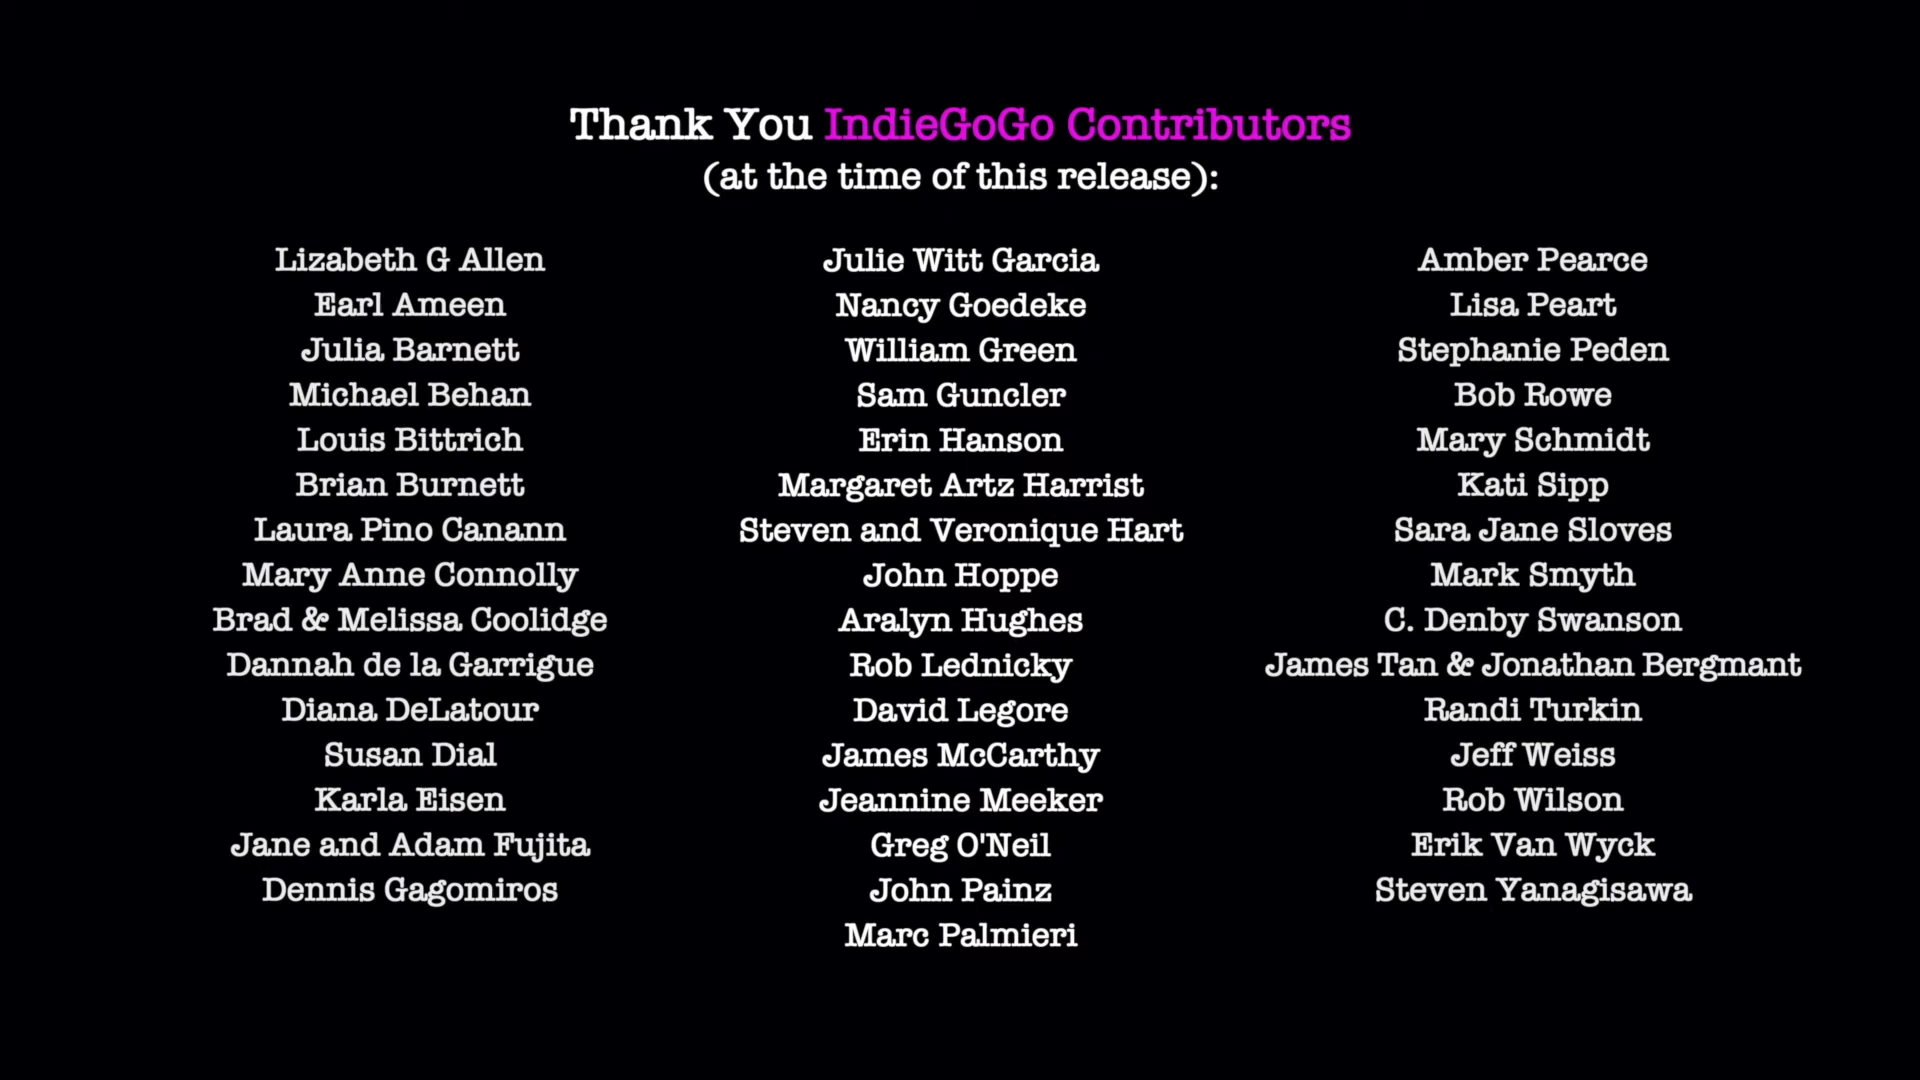 Thank You IndieGoGo Contributors
(at the time of this release):
Lizabeth G Allen
Earl Ameen
Julia Barnett
Michael Behan
Louis Bittrich
Brian Burnett
Laura Pino Canann
Mary Anne Connolly
Brad & Melissa Coolidge
Dannah de la Garrigue
Diana DeLatour
Susan Dial
Karla Eisen
Jane and Adam Fujita
Dennis Gagomiros
Julie Witt Garcia
Nancy Goedeke
William Green
Sam Guncler
Erin Hanson
Margaret Artz Harrist
Steven and Veronique Hart
John Hoppe
Aralyn Hughes
Rob Lednicky
David Legore
James McCarthy
Jeannine Meeker
Greg O'Neil
John Painz
Marc Palmieri
Amber Pearce
Lisa Peart
Stephanie Peden
Bob Rowe
Mary Schmidt
Kati Sipp
Sara Jane Sloves
Mark Smyth
C. Denby Swanson
James Tan & Jonathan Bergmant
Randi Turkin
Jeff Weiss
Rob Wilson
Erik Van Wyck
Steven Yanagisawa